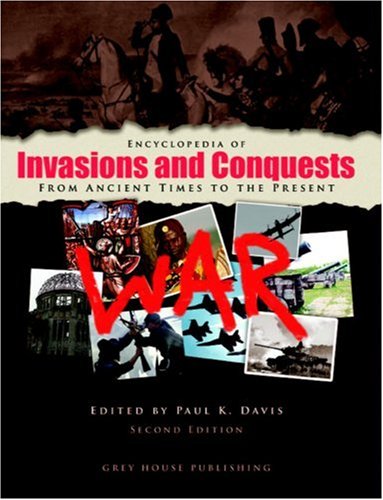 Encyclopedia of
Invasions and Conquests
From Ancient Times to the Present
WAR
Edited by Paul K. Davis
Second Edition
Grey House Publishing